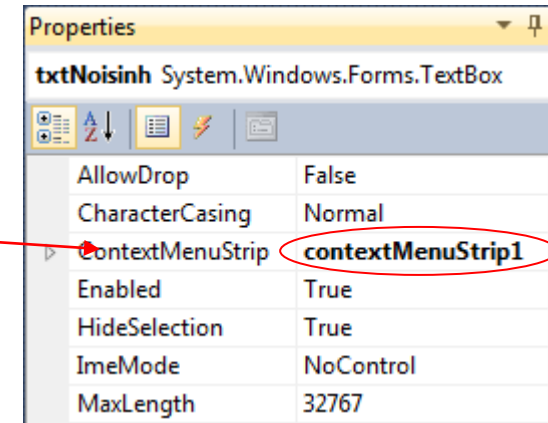 Properties
txtNoisinh System.Windows.Forms.TextBox
AllowDrop False
CharacterCasing Normal
ContextMenuStrip contextMenuStrip1
Enabled True
HideSelection True
ImeMode NoControl
MaxLength 32767